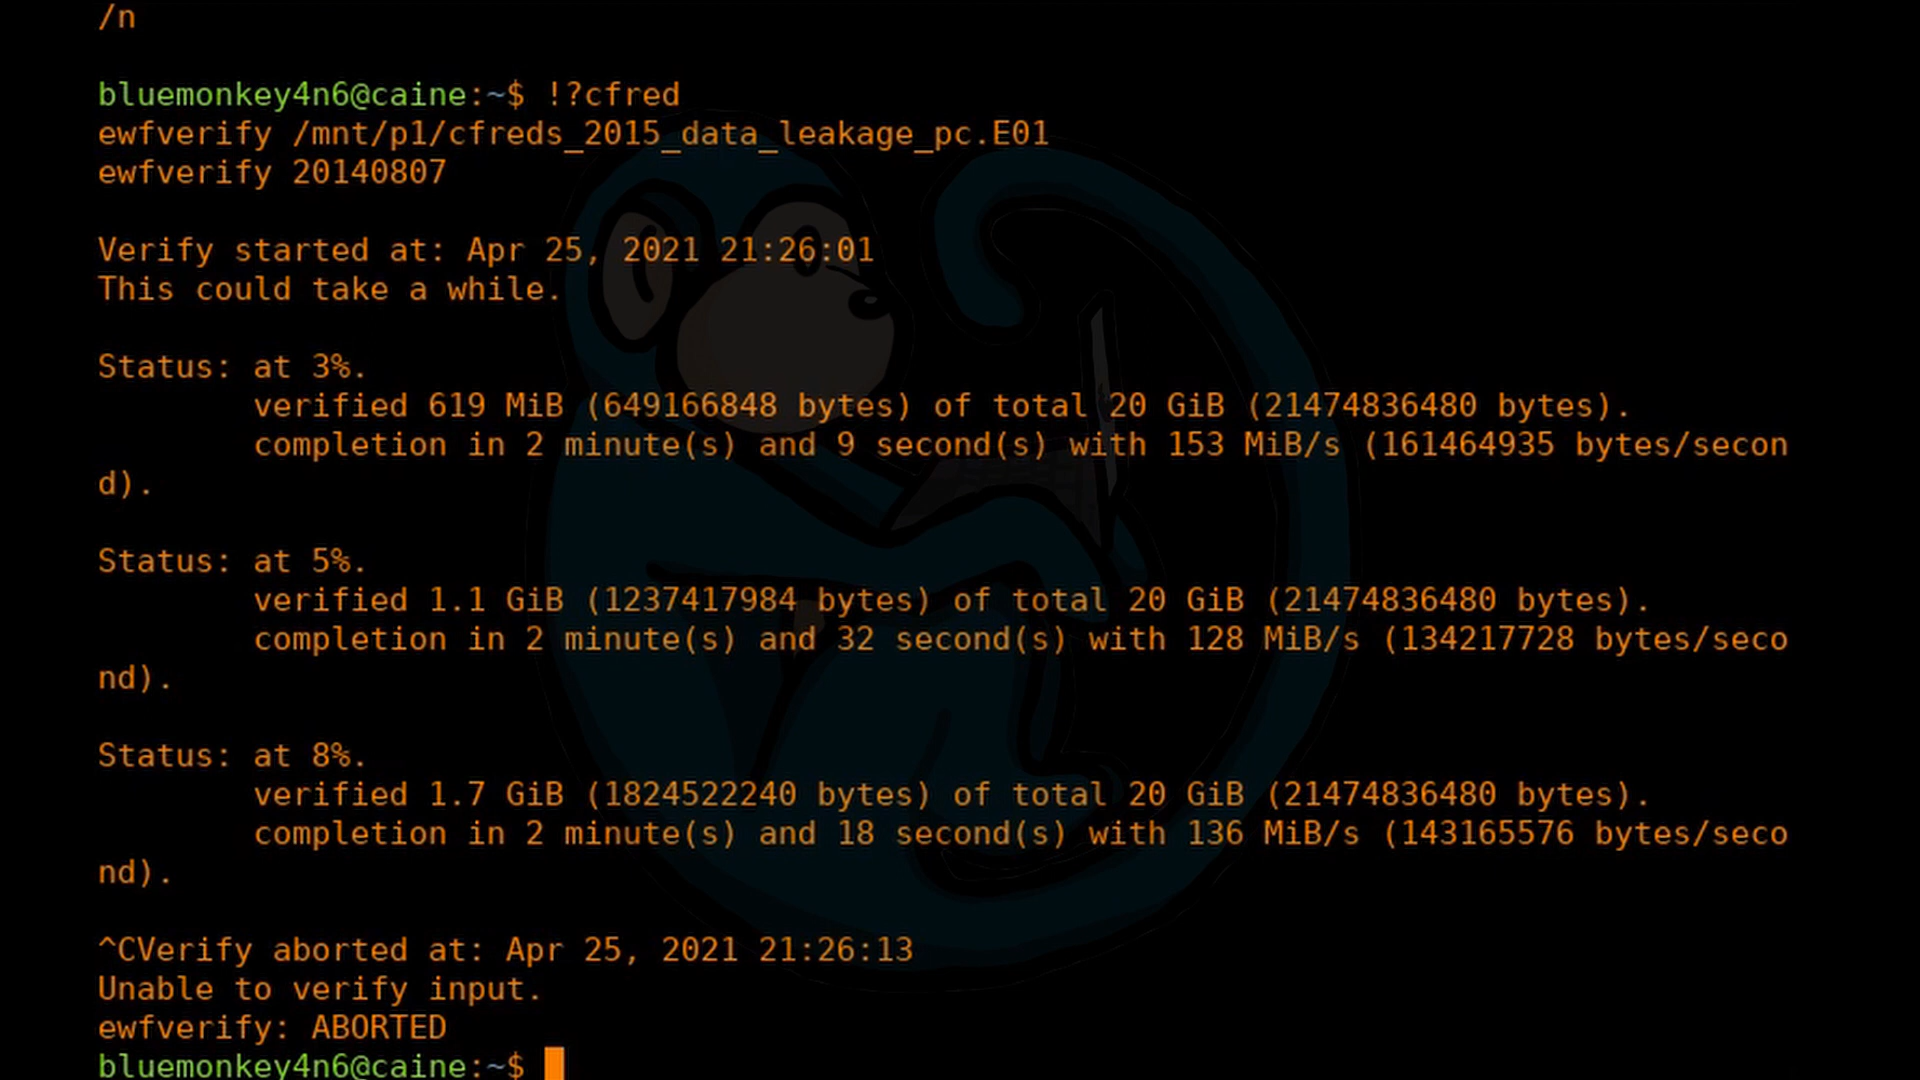 /n
bluemonkey4n6@caine:~$ !?cfred
ewfverify /mnt/p1/cfreds_2015_data_leakage_pc.E01
ewfverify 20140807
Verify started at: Apr 25, 2021 21:26:01
This could take a while.
Status: at 3%.
verified 619 MiB (649166848 bytes) of total 20 GiB (21474836480 bytes).
completion in 2 minute(s) and 9 second(s) with 153 MiB/s (161464935 bytes/secon
d).
Status: at 5%.
verified 1.1 GiB (1237417984 bytes) of total 20 GiB (21474836480 bytes).
completion in 2 minute(s) and 32 second(s) with 128 MiB/s (134217728 bytes/seco
nd).
Status: at 8%.
verified 1.7 GiB (1824522240 bytes) of total 20 GiB (21474836480 bytes).
completion in 2 minute(s) and 18 second(s) with 136 MiB/s (143165576 bytes/seco
nd).
^CVerify aborted at: Apr 25, 2021 21:26:13
Unable to verify input.
ewfverify: ABORTED
bluemonkey4n6@caine:~$